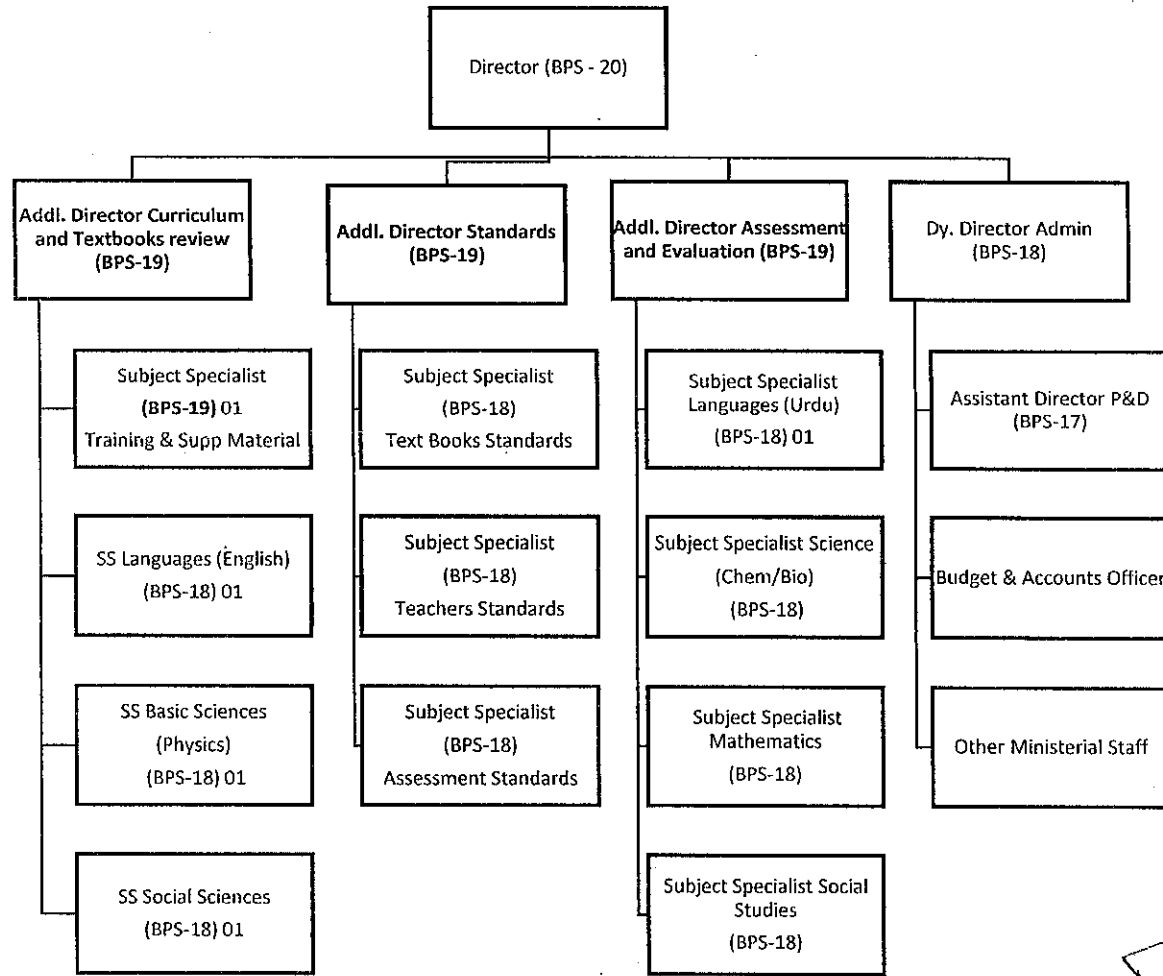 Director (BPS - 20)
Addl. Director Curriculum
and Textbooks review
(BPS-19)
Addl. Director Standards
(BPS-19)
Addl. Director Assessment
and Evaluation (BPS-19)
Dy. Director Admin
(BPS-18)
Subject Specialist
(BPS-19) 01
Training & Supp Material
SS Languages (English)
(BPS-18) 01
SS Basic Sciences
(Physics)
(BPS-18) 01
SS Social Sciences
(BPS-18) 01
Subject Specialist
(BPS-18)
Text Books Standards
Subject Specialist
(BPS-18)
Teachers Standards
Subject Specialist
(BPS-18)
Assessment Standards
Subject Specialist
Languages (Urdu)
(BPS-18) 01
Subject Specialist Science
(Chem/Bio)
(BPS-18)
Subject Specialist
Mathematics
(BPS-18)
Subject Specialist Social
Studies
(BPS-18)
Assistant Director P&D
(BPS-17)
Budget & Accounts Officer
Other Ministerial Staff